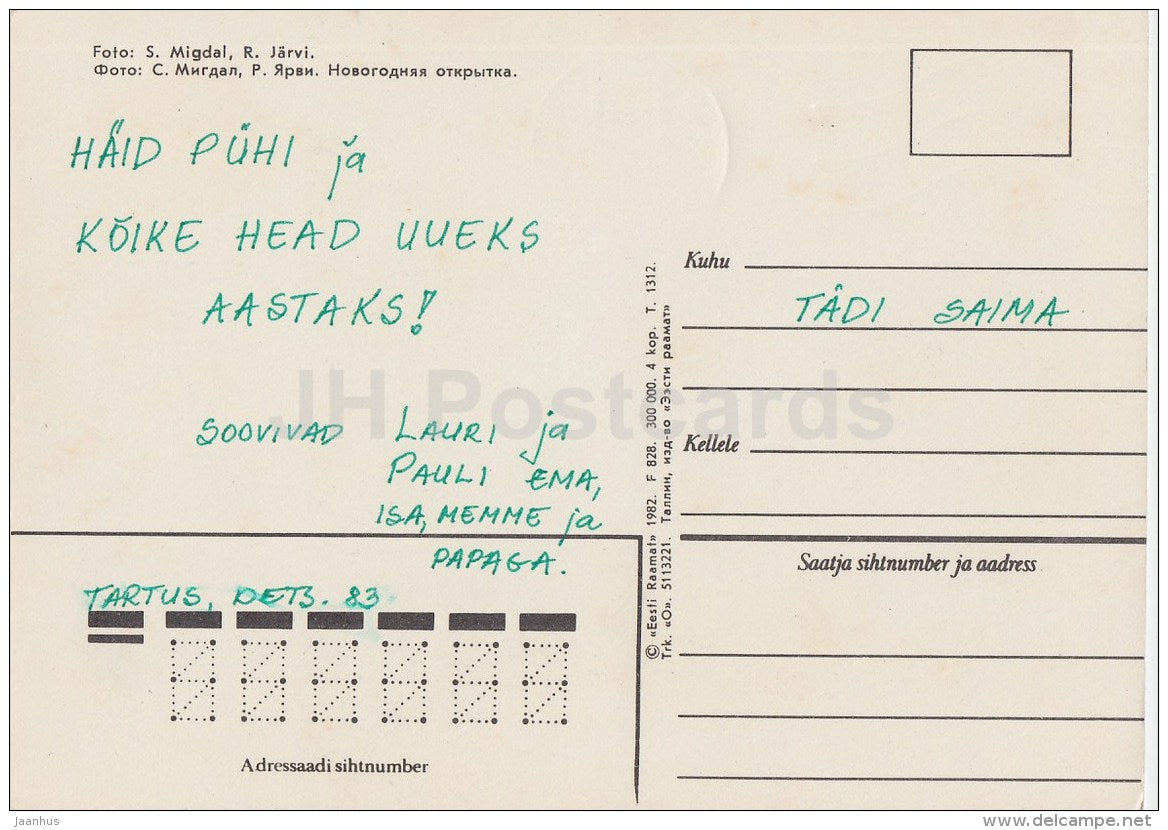 Foto: S. Migdal, R. Järvi.
Фото: С. Мигдал, Р. Ярви. Новогодняя открытка.
HÄID PÜHI ja
KÕIKE HEAD UUEKS
AASTAKS!
SOOVIVAD LAURI ja
PAULI EMA,
ISA, MEMME ja
PAPAGA.
TARTUS, DETS. 83
Adressaadi sihtnumber
© «Eesti Raamat» 1982. F 828. 300 000. 4 kop. T. 1312.
Trk. «O». 5113221. Таллин, изд-во «Ээсти раамат»
Kuhu
TÄDI SAIMA
Kellele
Saatja sihtnumber ja aadress
JH Postcards
Jaanhus
www.delcampe.net